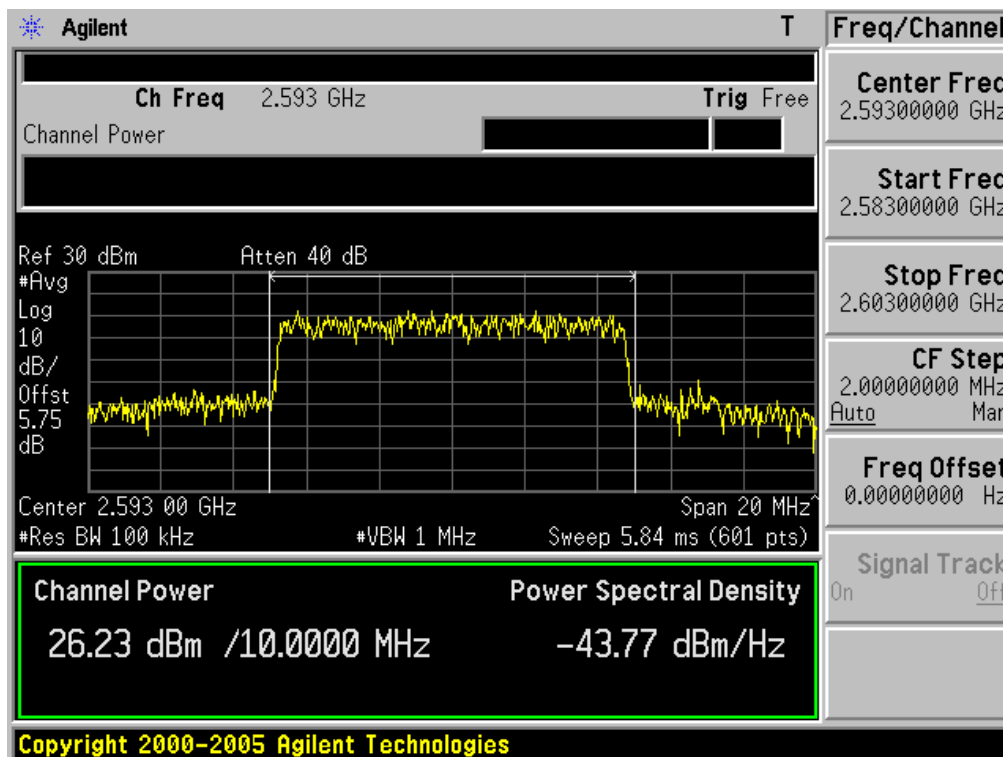 Agilent T
Freq/Channel
Ch Freq 2.593 GHz Trig Free
Channel Power
Center Freq
2.59300000 GHz
Start Freq
2.58300000 GHz
Stop Freq
2.60300000 GHz
CF Step
2.00000000 MHz
Auto Man
Freq Offset
0.00000000 Hz
Signal Track
On Off
Ref 30 dBm Atten 40 dB
#Avg
Log
10
dB/
Offst
5.75
dB
Center 2.593 00 GHz Span 20 MHz^
#Res BW 100 kHz #VBW 1 MHz Sweep 5.84 ms (601 pts)
Channel Power Power Spectral Density
26.23 dBm /10.0000 MHz -43.77 dBm/Hz
Copyright 2000-2005 Agilent Technologies